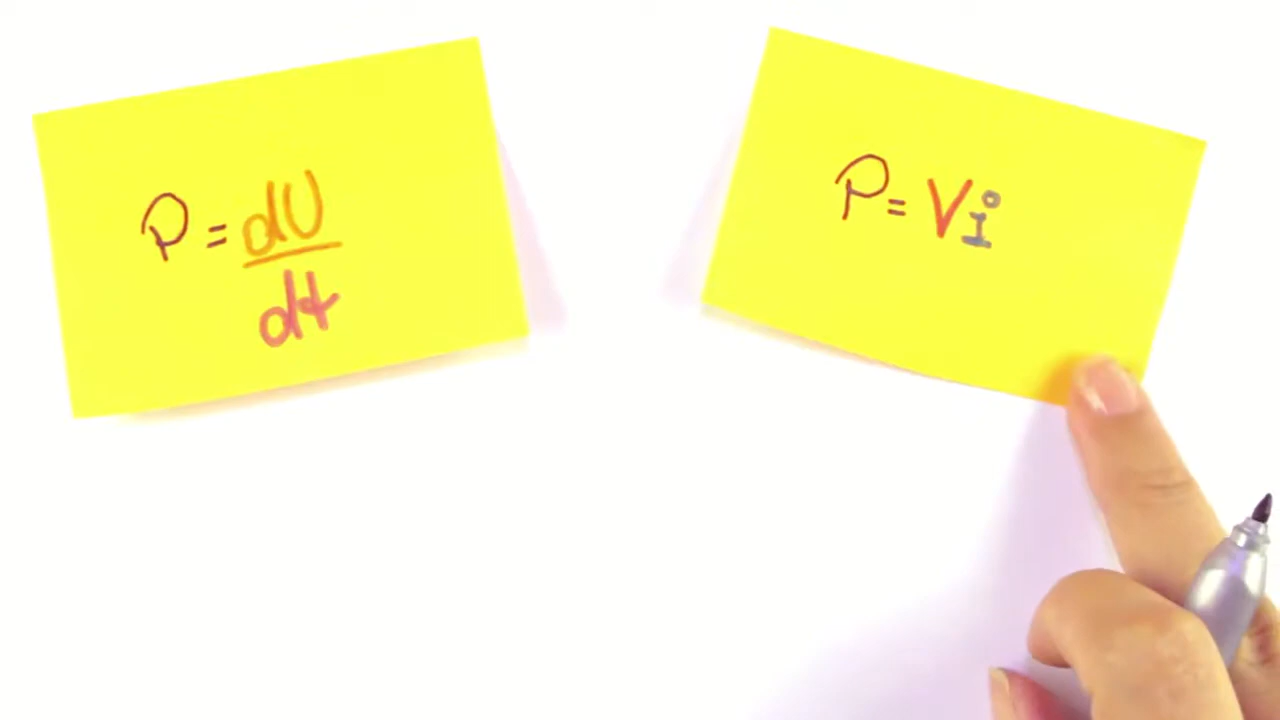 P = dU
dt
P = Vi